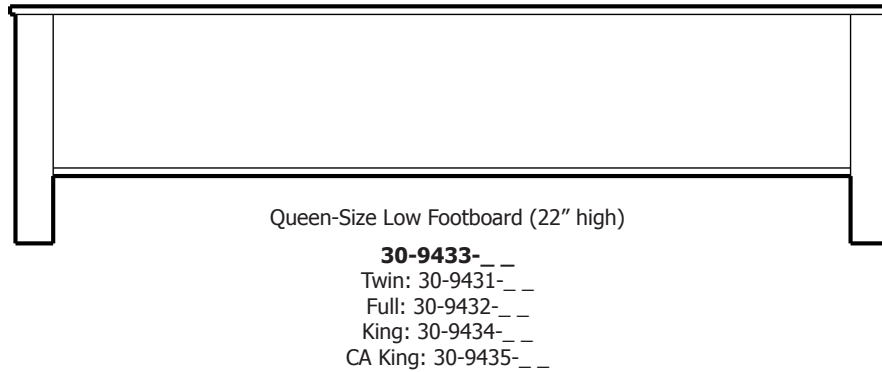 Queen-Size Low Footboard (22” high)
30-9433-_ _
Twin: 30-9431-_ _
Full: 30-9432-_ _
King: 30-9434-_ _
CA King: 30-9435-_ _